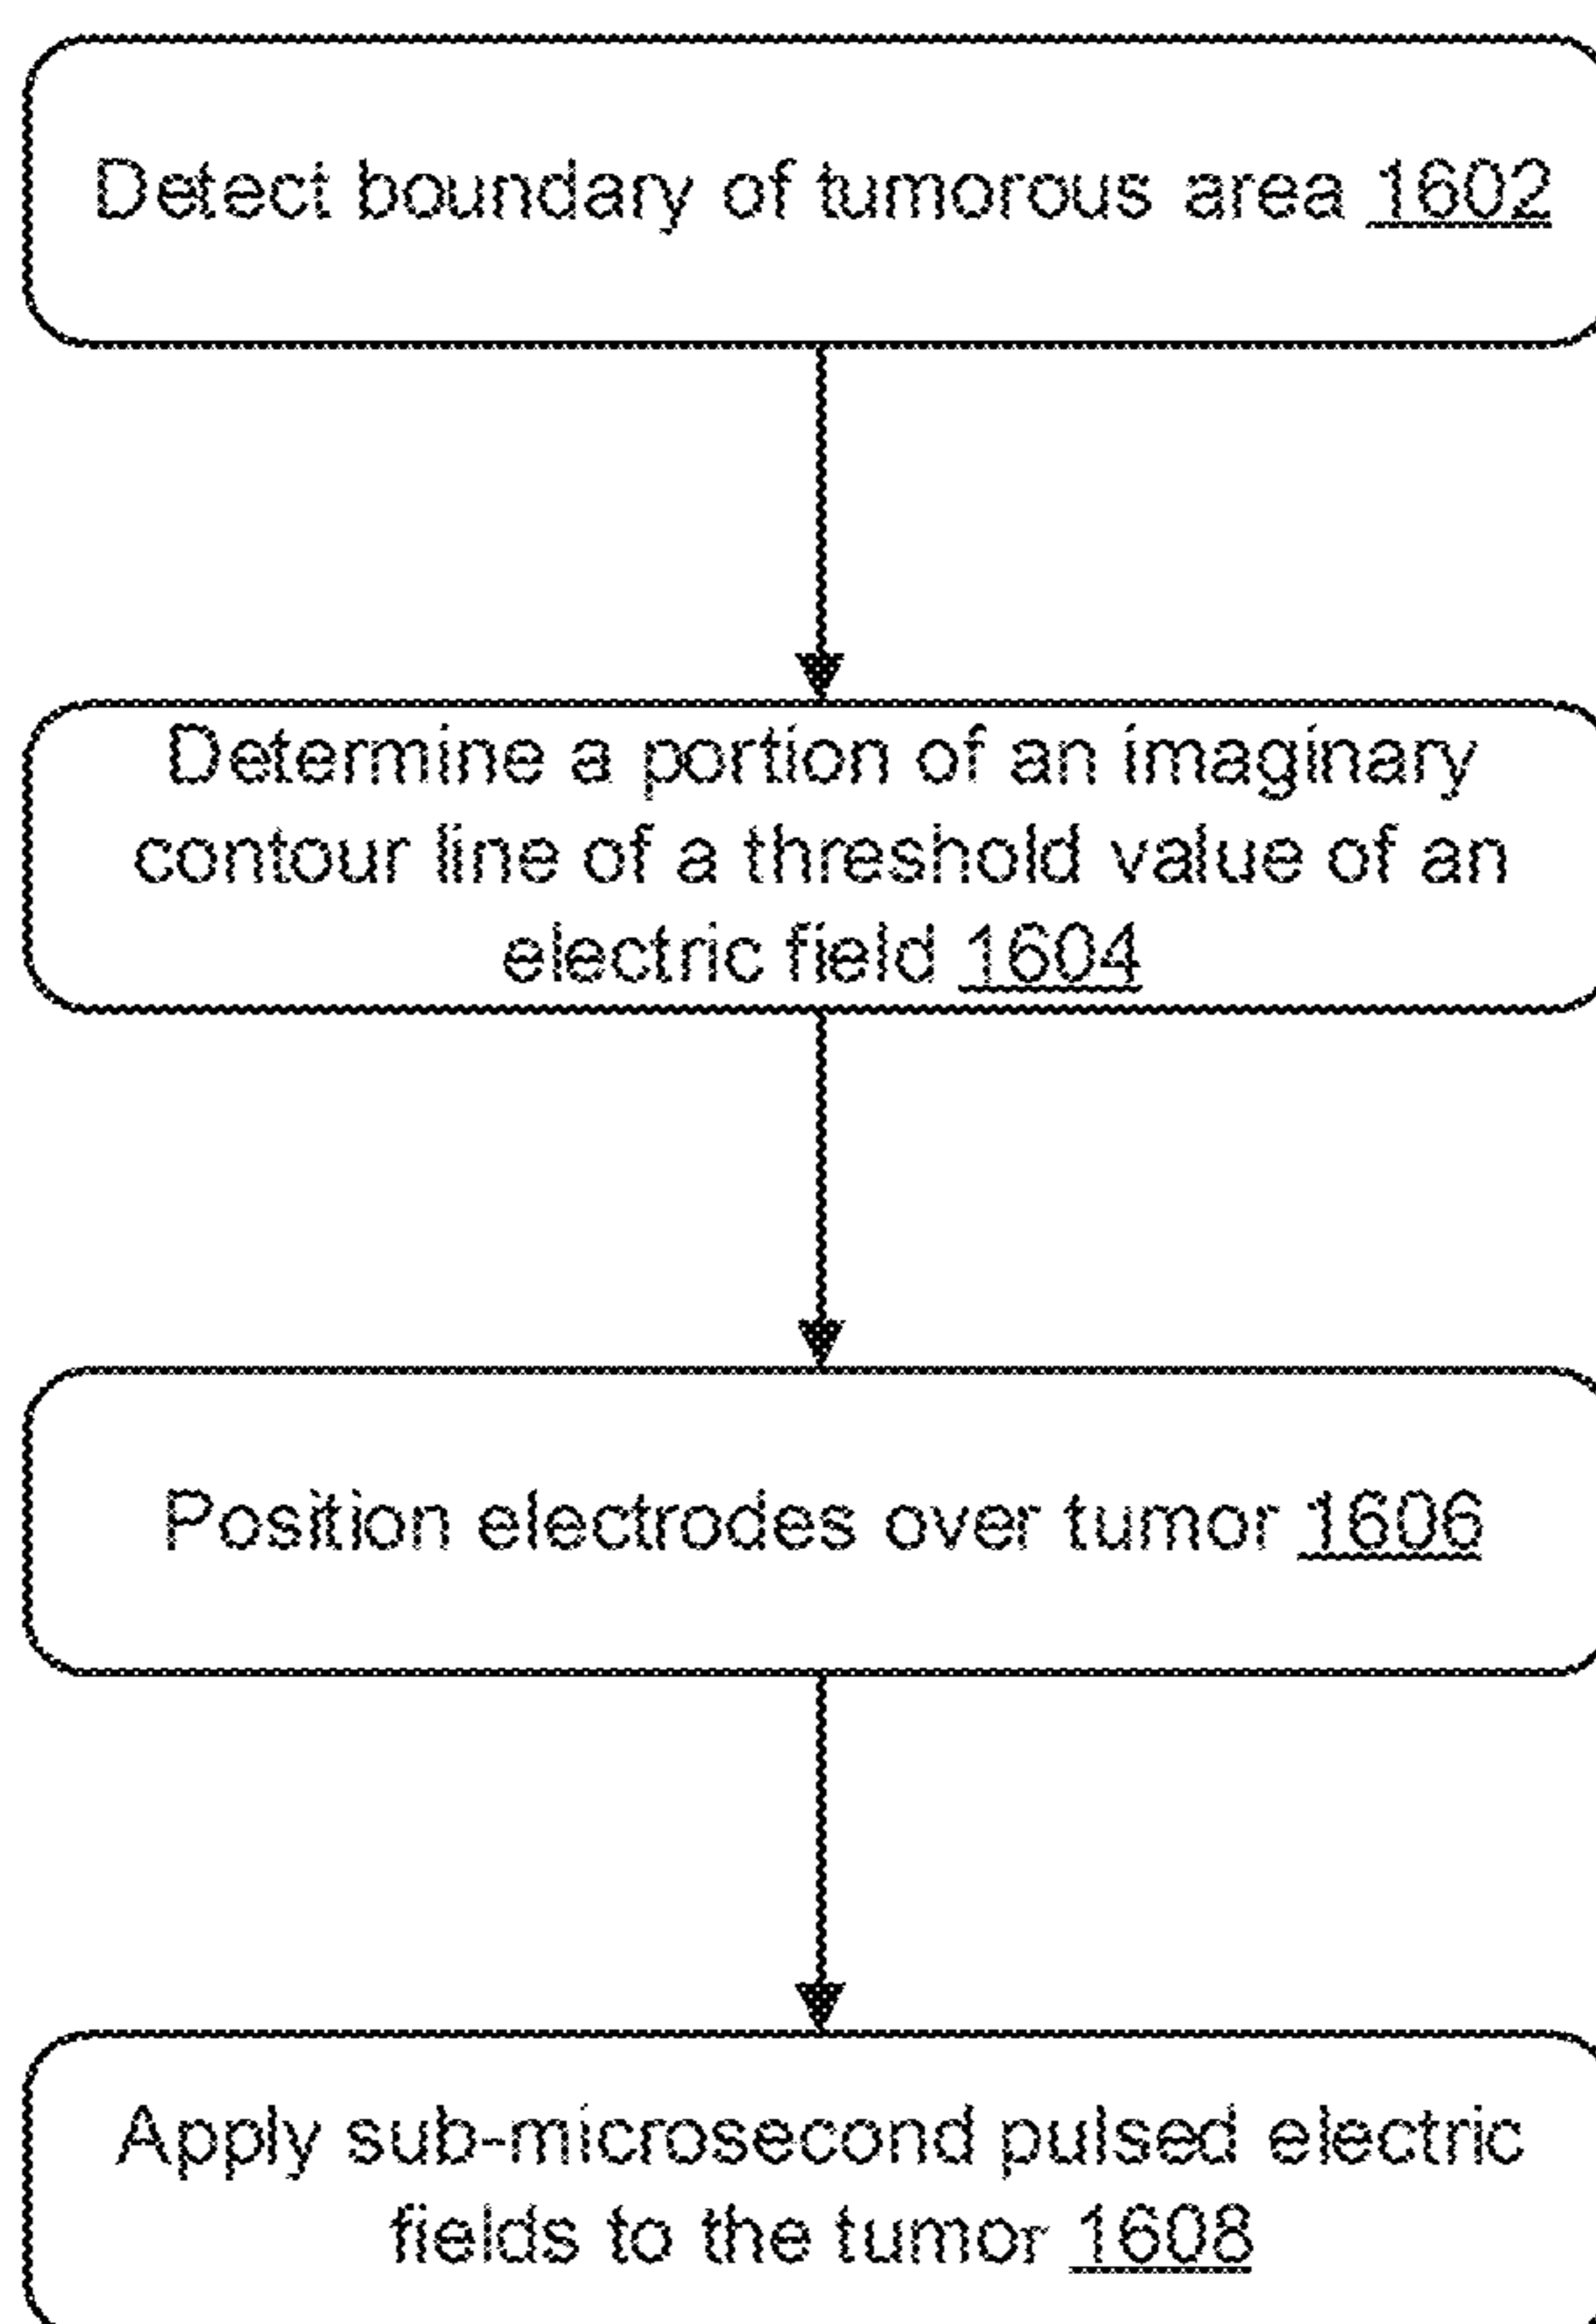 Detect boundary of tumorous area 1602
Determine a portion of an imaginary
contour line of a threshold value of an
electric field 1604
Position electrodes over tumor 1606
Apply sub-microsecond pulsed electric
fields to the tumor 1608